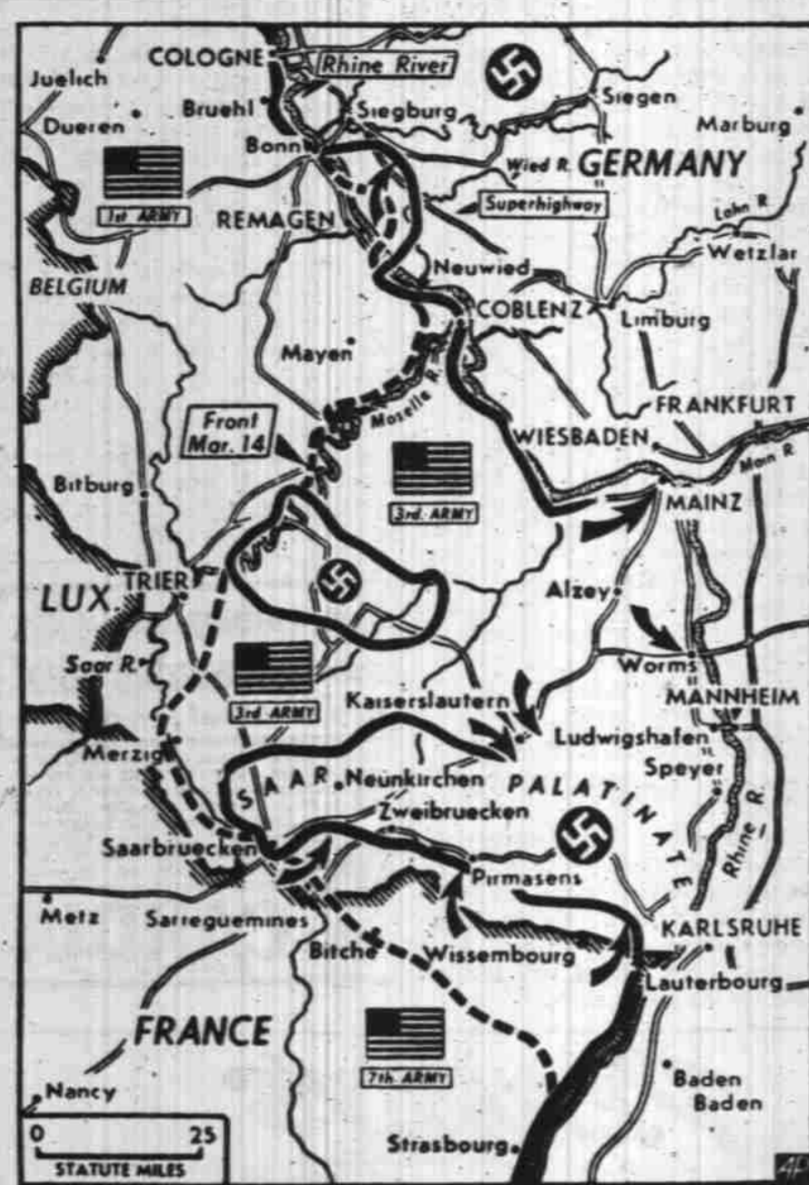 COLOGNE
Rhine River
Juelich
Bruehl
Siegburg
Siegen
Dueren
Marburg
Bonn
Wied R.
GERMANY
1st ARMY
REMAGEN
Superhighway
Lahn R.
Neuwied
Wetzlar
BELGIUM
COBLENZ
Limburg
Mayen
Moselle R.
FRANKFURT
Front
Mar. 14
WIESBADEN
Main R.
Bitburg
3rd ARMY
MAINZ
TRIER
LUX.
Alzey
Saar R.
Worms
3rd ARMY
Kaiserslautern
MANNHEIM
Merzig
Ludwigshafen
SAAR
Neunkirchen
PALATINATE
Speyer
Zweibruecken
Rhine R.
Saarbruecken
Pirmasens
Metz
Sarreguemines
KARLSRUHE
Bitche
Wissembourg
Lauterbourg
FRANCE
7th ARMY
Nancy
Baden
Baden
0 25
STATUTE MILES
Strasbourg
AP